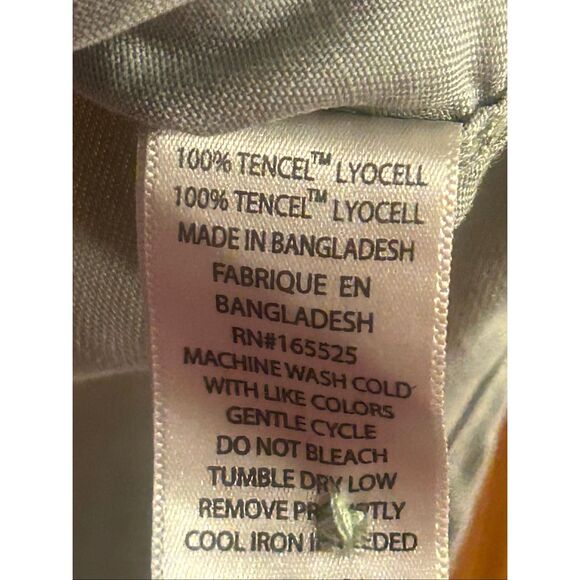 100% TENCEL™ LYOCELL
100% TENCEL™ LYOCELL
MADE IN BANGLADESH
FABRIQUE EN
BANGLADESH
RN#165525
MACHINE WASH COLD
WITH LIKE COLORS
GENTLE CYCLE
DO NOT BLEACH
TUMBLE DRY LOW
REMOVE
COOL IRON